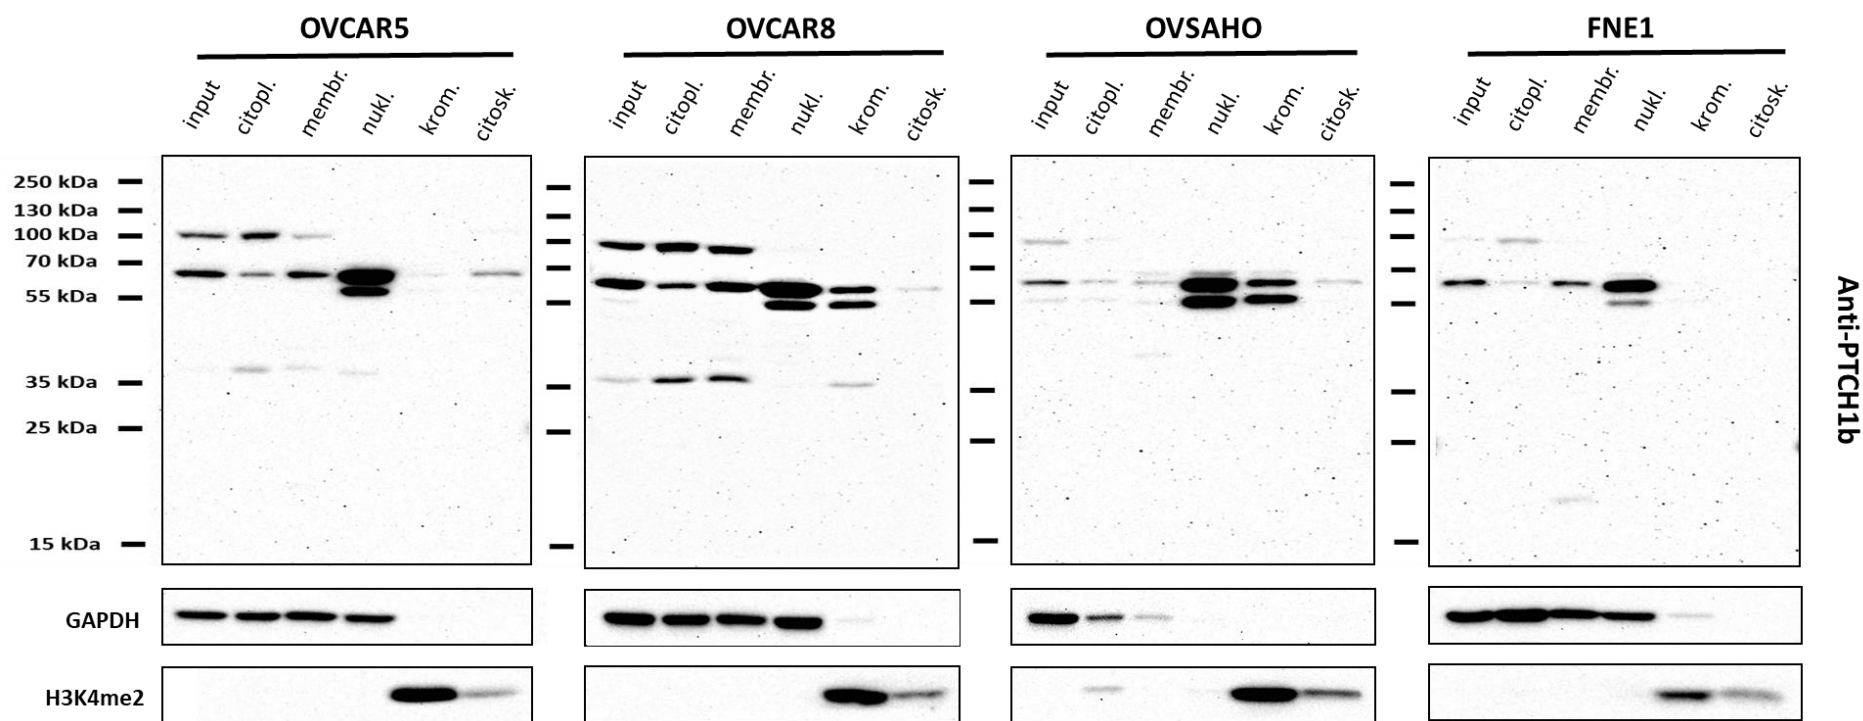 OVCAR5 OVCAR8 OVSAHO FNE1
input citopl. membr. nukl. krom. citosk. input citopl. membr. nukl. krom. citosk. input citopl. membr. nukl. krom. citosk. input citopl. membr. nukl. krom. citosk.
250 kDa
130 kDa
100 kDa
70 kDa
55 kDa
35 kDa
25 kDa
15 kDa
Anti-PTCH1b
GAPDH
H3K4me2